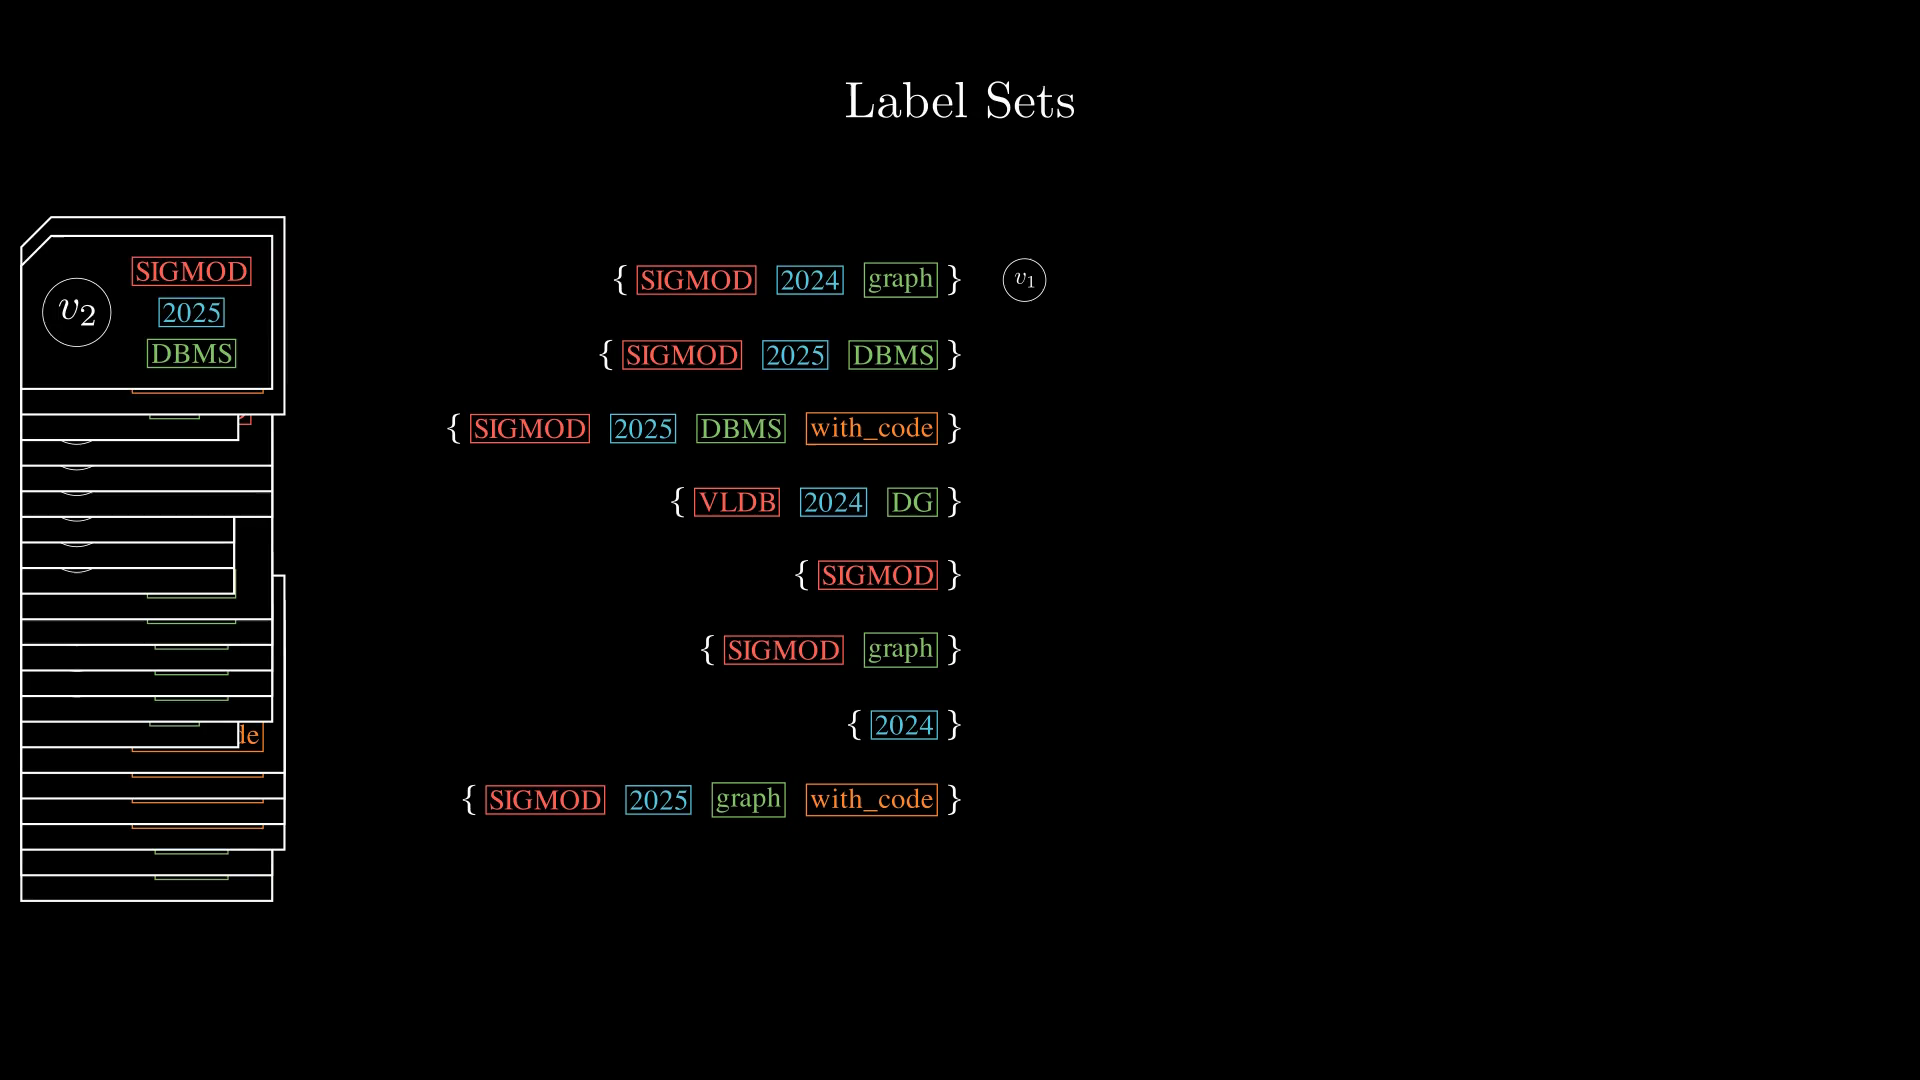 Label Sets
v2
SIGMOD
2025
DBMS
{ SIGMOD 2024 graph } v1
{ SIGMOD 2025 DBMS }
{ SIGMOD 2025 DBMS with_code }
{ VLDB 2024 DG }
{ SIGMOD }
{ SIGMOD graph }
{ 2024 }
de
{ SIGMOD 2025 graph with_code }